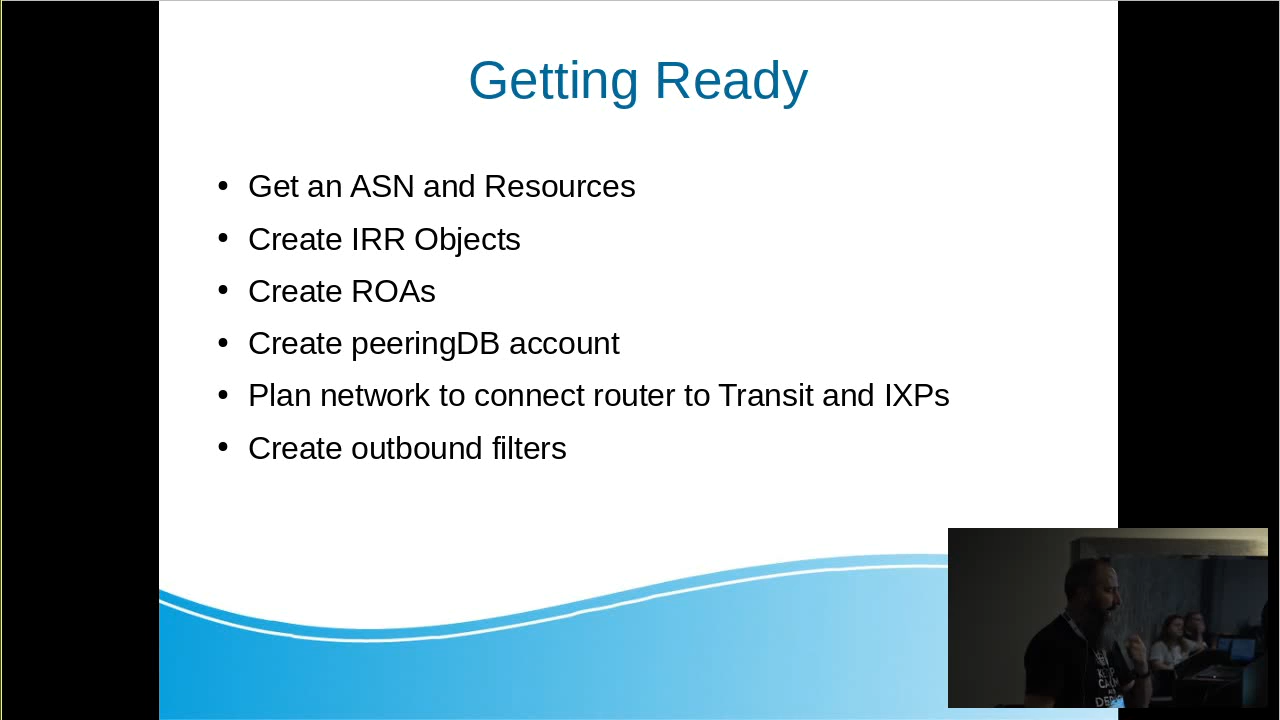 Getting Ready
• Get an ASN and Resources
• Create IRR Objects
• Create ROAs
• Create peeringDB account
• Plan network to connect router to Transit and IXPs
• Create outbound filters